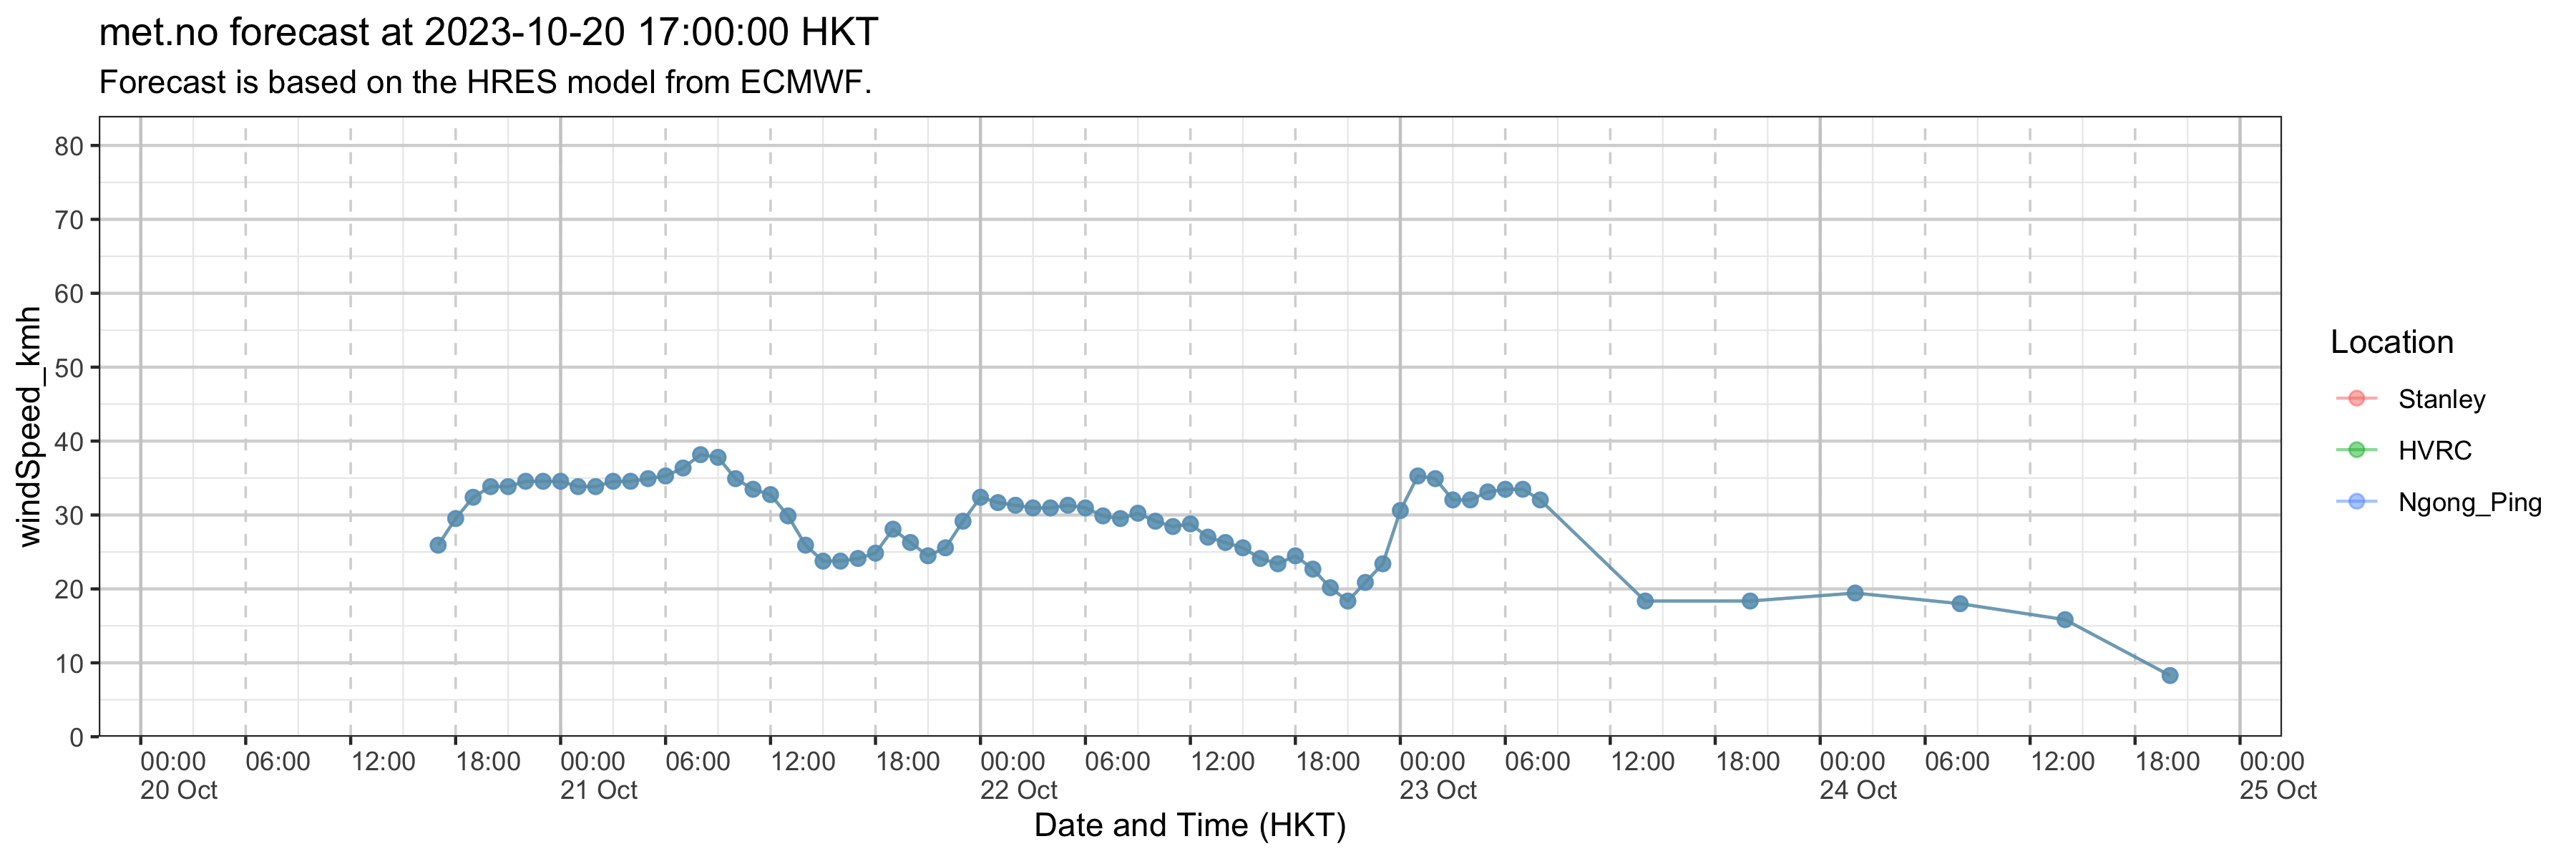 met.no forecast at 2023-10-20 17:00:00 HKT
Forecast is based on the HRES model from ECMWF.
windSpeed_kmh
80
70
60
50
40
30
20
10
0
00:00 06:00 12:00 18:00 00:00 06:00 12:00 18:00 00:00 06:00 12:00 18:00 00:00 06:00 12:00 18:00 00:00 06:00 12:00 18:00 00:00
20 Oct 21 Oct 22 Oct 23 Oct 24 Oct 25 Oct
Date and Time (HKT)
Location
Stanley
HVRC
Ngong_Ping